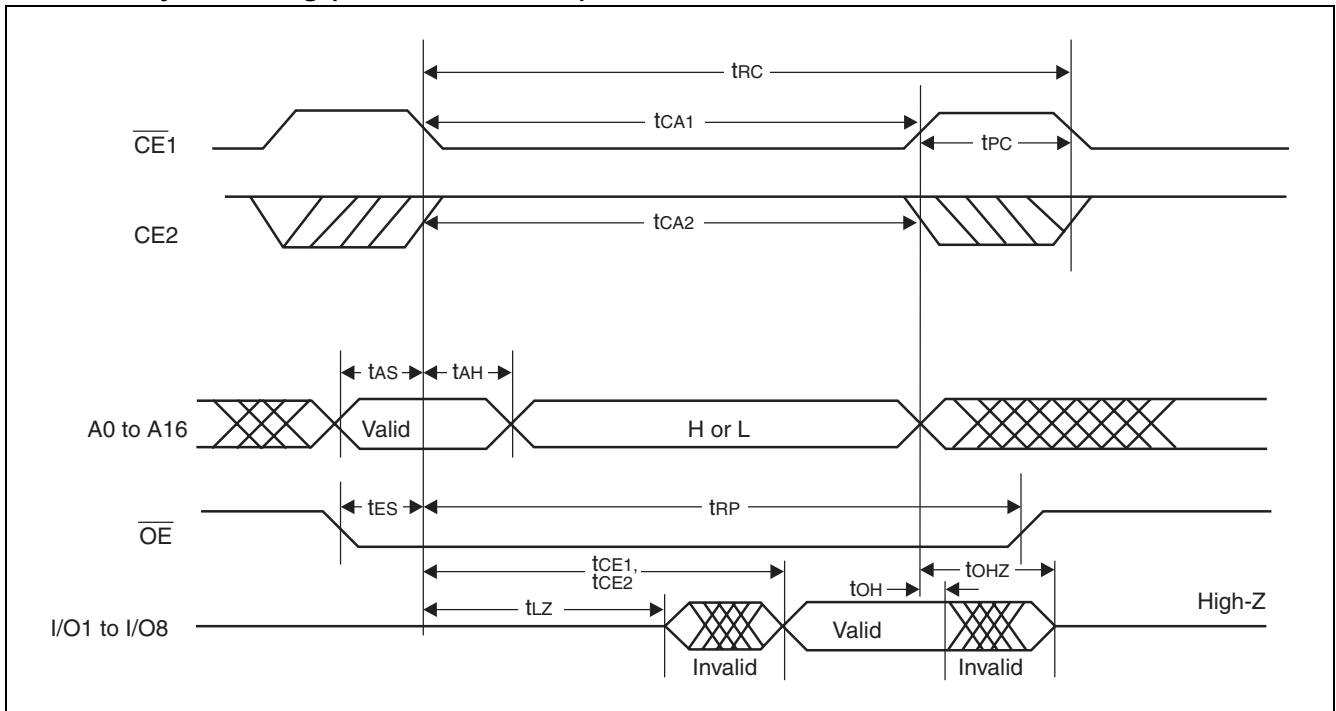 tRC
CE1
tCA1
tPC
CE2
tCA2
tAS
tAH
A0 to A16
Valid
H or L
OE
tES
tRP
tCE1,
tCE2
tOHZ
tOH
tLZ
High-Z
I/O1 to I/O8
Valid
Invalid
Invalid